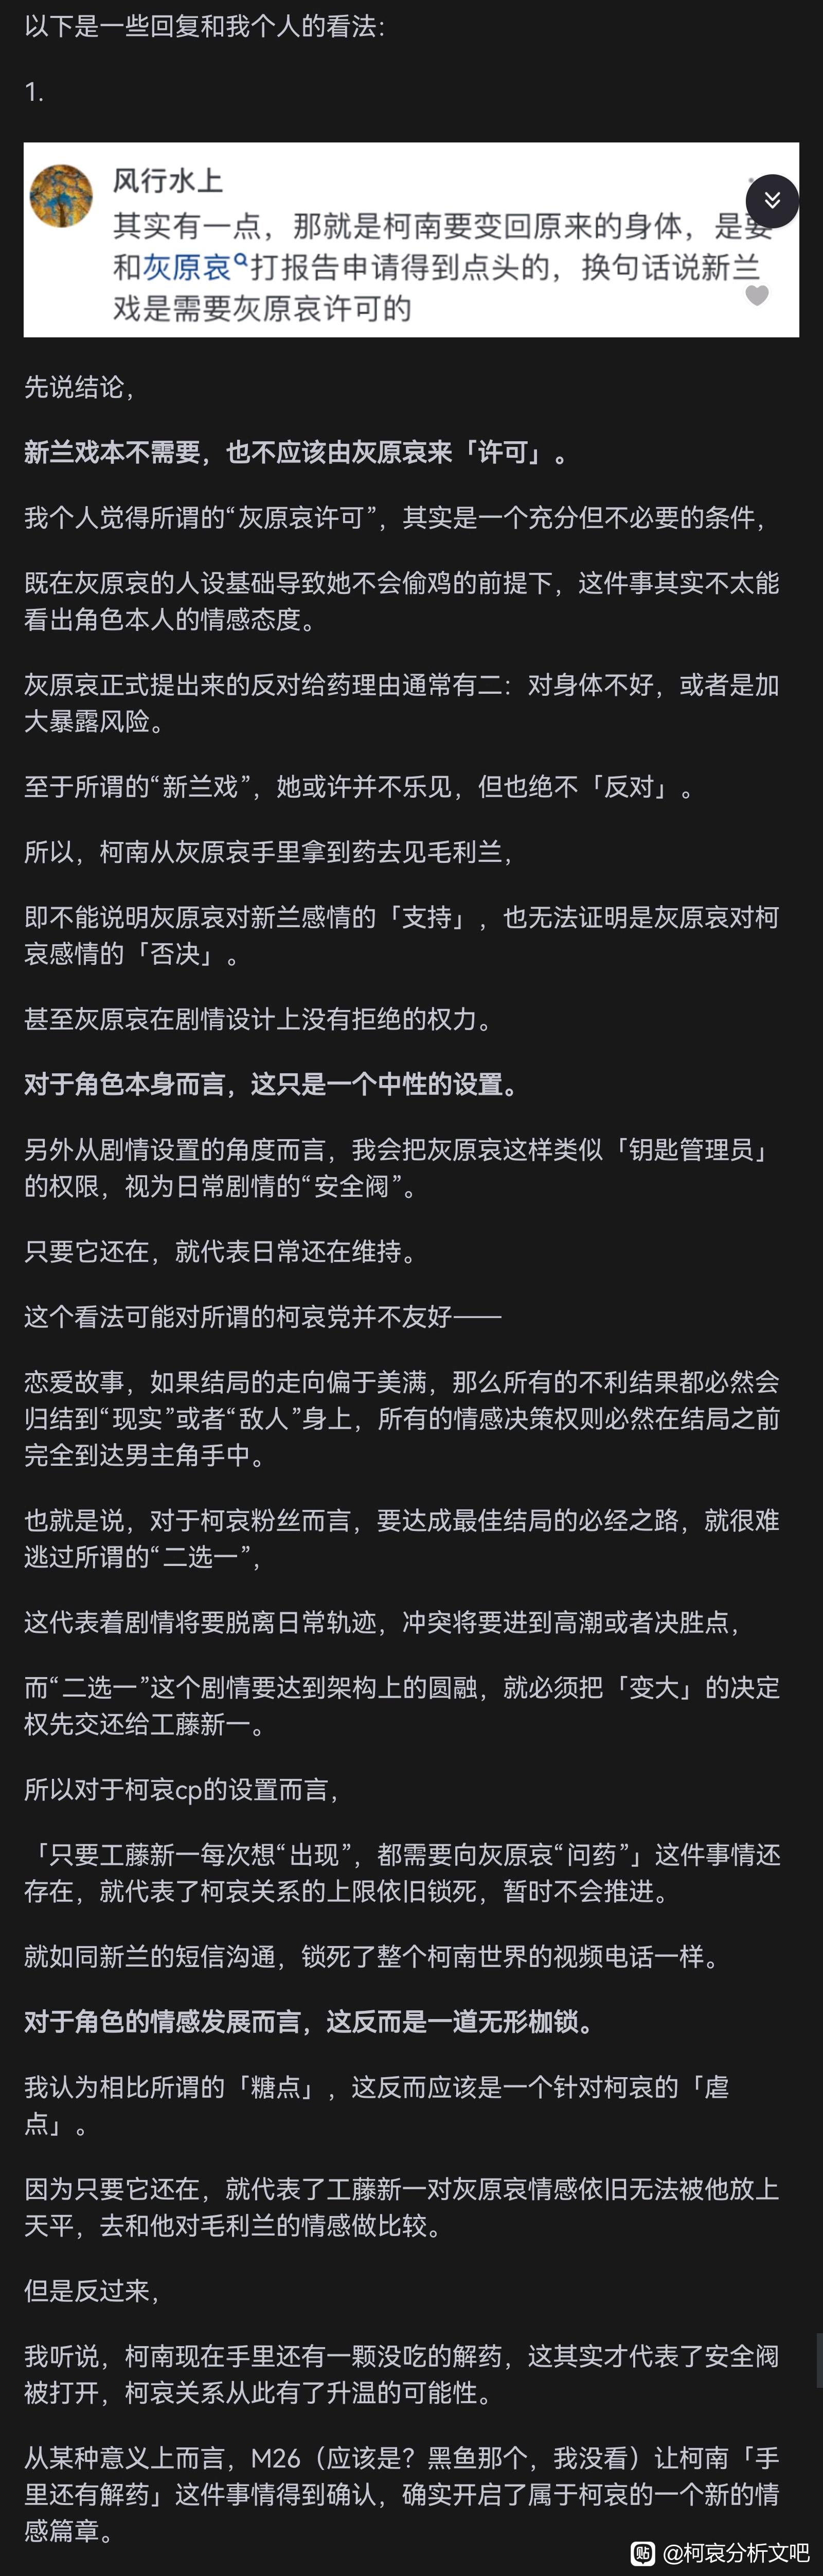 以下是一些回复和我个人的看法：
1.
风行水上
其实有一点，那就是柯南要变回原来的身体，是要
和灰原哀打报告申请得到点头的，换句话说新兰
戏是需要灰原哀许可的
先说结论，
新兰戏本不需要，也不应该由灰原哀来「许可」。
我个人觉得所谓的“灰原哀许可”，其实是一个充分但不必要的条件，
既在灰原哀的人设基础导致她不会偷鸡的前提下，这件事其实不太能
看出角色本人的情感态度。
灰原哀正式提出来的反对给药理由通常有二：对身体不好，或者是加
大暴露风险。
至于所谓的“新兰戏”，她或许并不乐见，但也绝不「反对」。
所以，柯南从灰原哀手里拿到药去见毛利兰，
即不能说明灰原哀对新兰感情的「支持」，也无法证明是灰原哀对柯
哀感情的「否决」。
甚至灰原哀在剧情设计上没有拒绝的权力。
对于角色本身而言，这只是一个中性的设置。
另外从剧情设置的角度而言，我会把灰原哀这样类似「钥匙管理员」
的权限，视为日常剧情的“安全阀”。
只要它还在，就代表日常还在维持。
这个看法可能对所谓的柯哀党并不友好——
恋爱故事，如果结局的走向偏于美满，那么所有的不利结果都必然会
归结到“现实”或者“敌人”身上，所有的情感决策权则必然在结局之前
完全到达男主角手中。
也就是说，对于柯哀粉丝而言，要达成最佳结局的必经之路，就很难
逃过所谓的“二选一”，
这代表着剧情将要脱离日常轨迹，冲突将要进到高潮或者决胜点，
而“二选一”这个剧情要达到架构上的圆融，就必须把「变大」的决定
权先交还给工藤新一。
所以对于柯哀cp的设置而言，
「只要工藤新一每次想“出现”，都需要向灰原哀“问药”」这件事情还
存在，就代表了柯哀关系的上限依旧锁死，暂时不会推进。
就如同新兰的短信沟通，锁死了整个柯南世界的视频电话一样。
对于角色的情感发展而言，这反而是一道无形枷锁。
我认为相比所谓的「糖点」，这反而应该是一个针对柯哀的「虐
点」。
因为只要它还在，就代表了工藤新一对灰原哀情感依旧无法被他放上
天平，去和他对毛利兰的情感做比较。
但是反过来，
我听说，柯南现在手里还有一颗没吃的解药，这其实才代表了安全阀
被打开，柯哀关系从此有了升温的可能性。
从某种意义上而言，M26（应该是？黑鱼那个，我没看）让柯南「手
里还有解药」这件事情得到确认，确实开启了属于柯哀的一个新的情
感篇章。
贴 @柯哀分析文吧